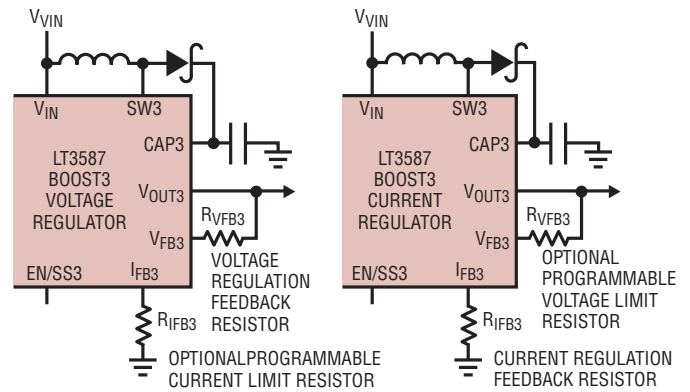 VVIN
VIN
SW3
CAP3
LT3587
BOOST3
VOLTAGE
REGULATOR
VOUT3
RVFB3
VFB3
EN/SS3
IFB3
VOLTAGE
REGULATION
FEEDBACK
RESISTOR
RIFB3
OPTIONALPROGRAMMABLE
CURRENT LIMIT RESISTOR
VVIN
VIN
SW3
CAP3
LT3587
BOOST3
CURRENT
REGULATOR
VOUT3
RVFB3
VFB3
EN/SS3
IFB3
OPTIONAL
PROGRAMMABLE
VOLTAGE LIMIT
RESISTOR
RIFB3
CURRENT REGULATION
FEEDBACK RESISTOR